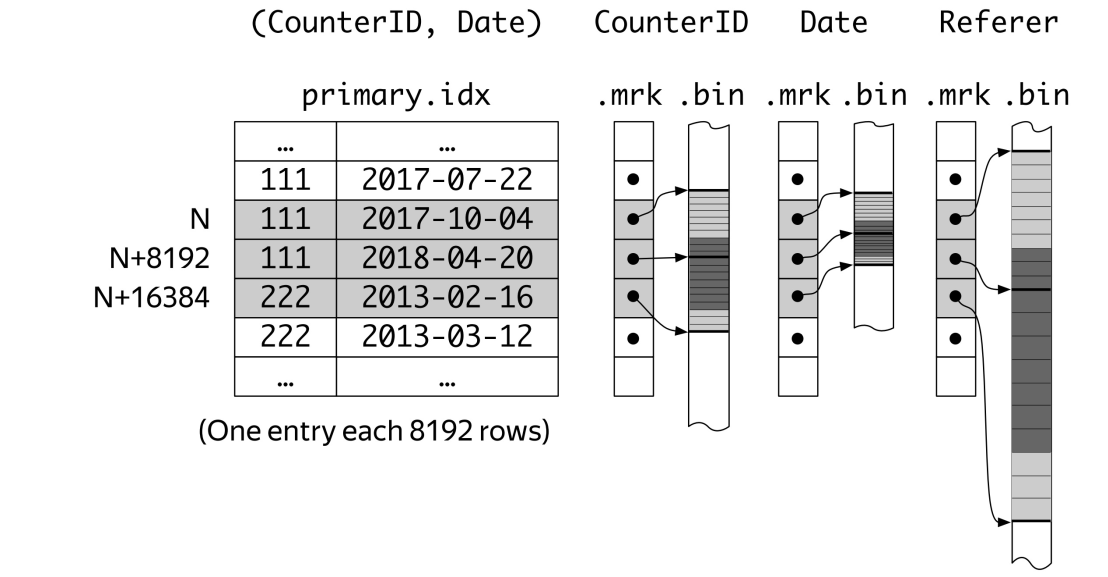 (CounterID, Date) CounterID Date Referer
primary.idx .mrk .bin .mrk .bin .mrk .bin
... ...
111 2017-07-22
N 111 2017-10-04
N+8192 111 2018-04-20
N+16384 222 2013-02-16
222 2013-03-12
... ...
(One entry each 8192 rows)